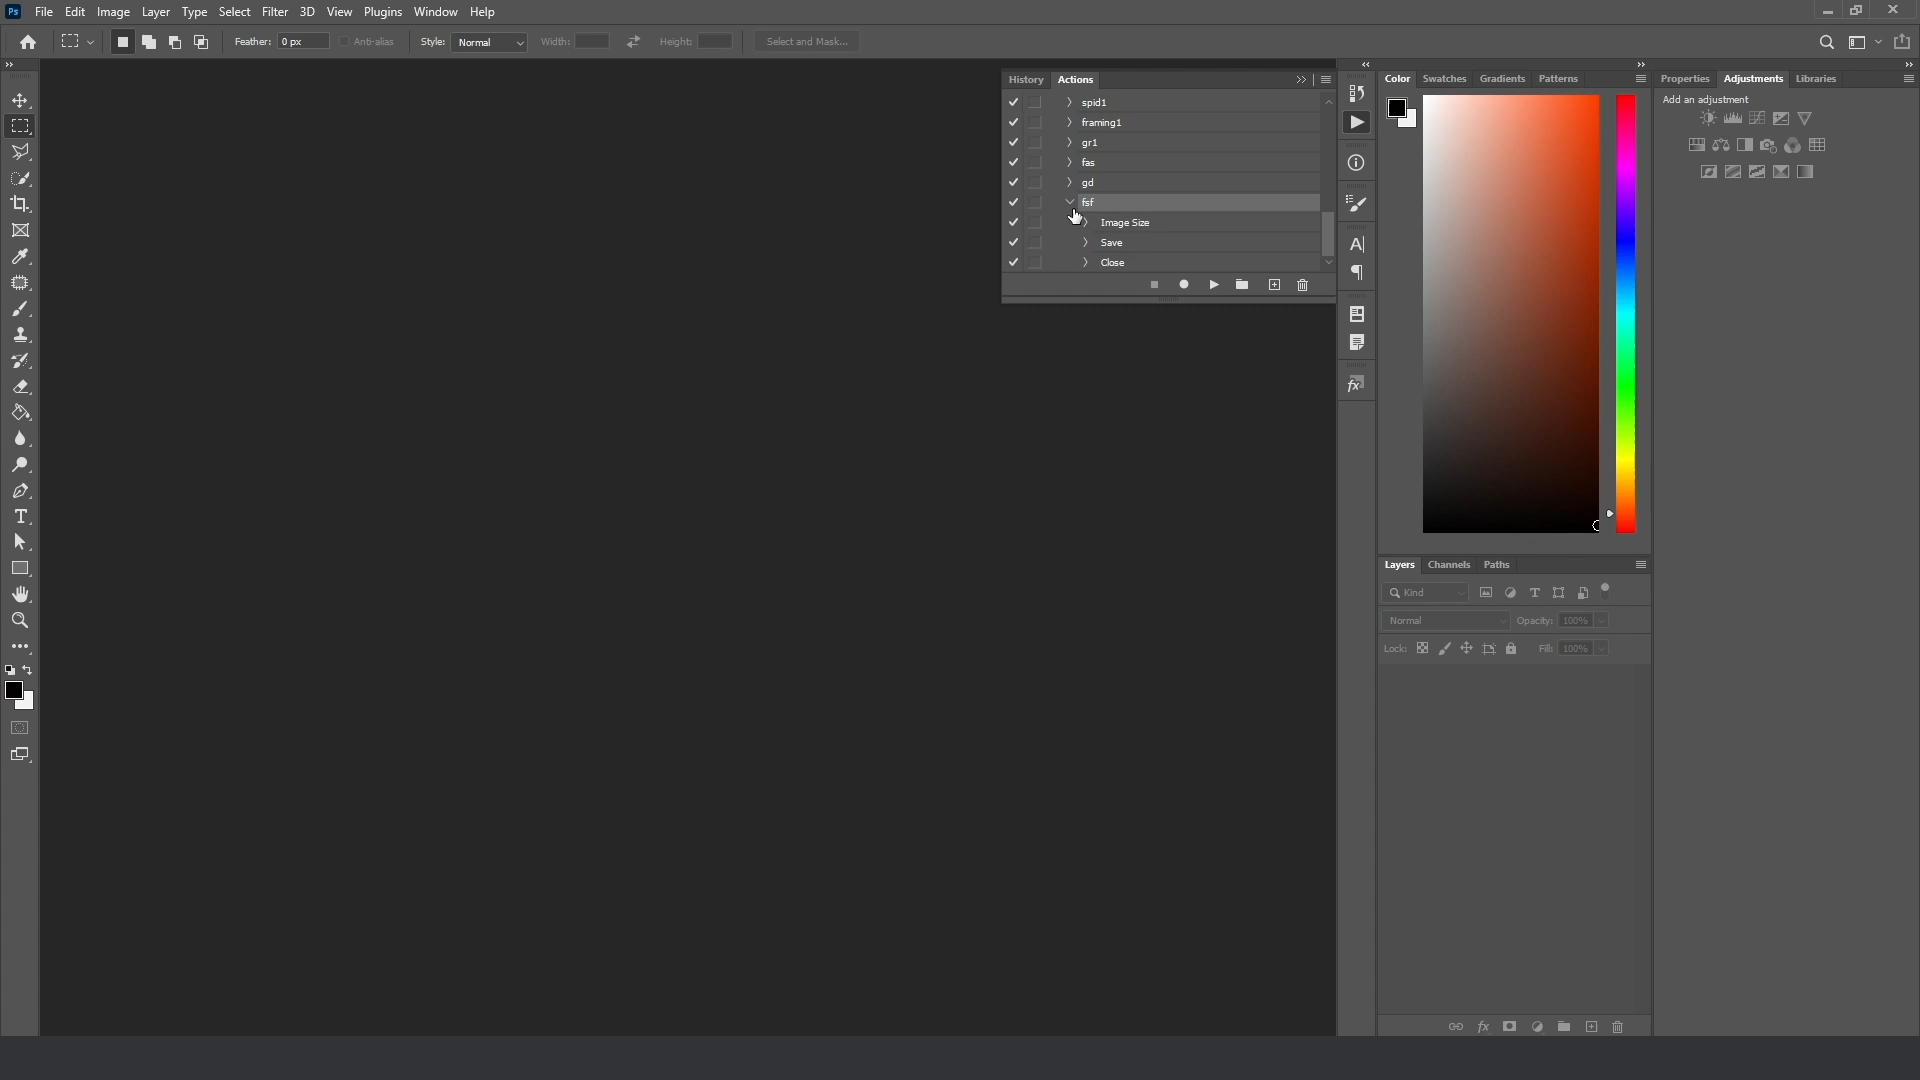 Ps File Edit Image Layer Type Select Filter 3D View Plugins Window Help
Feather: 0 px Anti-alias Style: Normal Width: Height: Select and Mask...
History Actions
spid1
framing1
gr1
fas
gd
fsf
Image Size
Save
Close
Color Swatches Gradients Patterns
Properties Adjustments Libraries
Add an adjustment
Layers Channels Paths
Kind
Normal Opacity: 100%
Lock: Fill: 100%